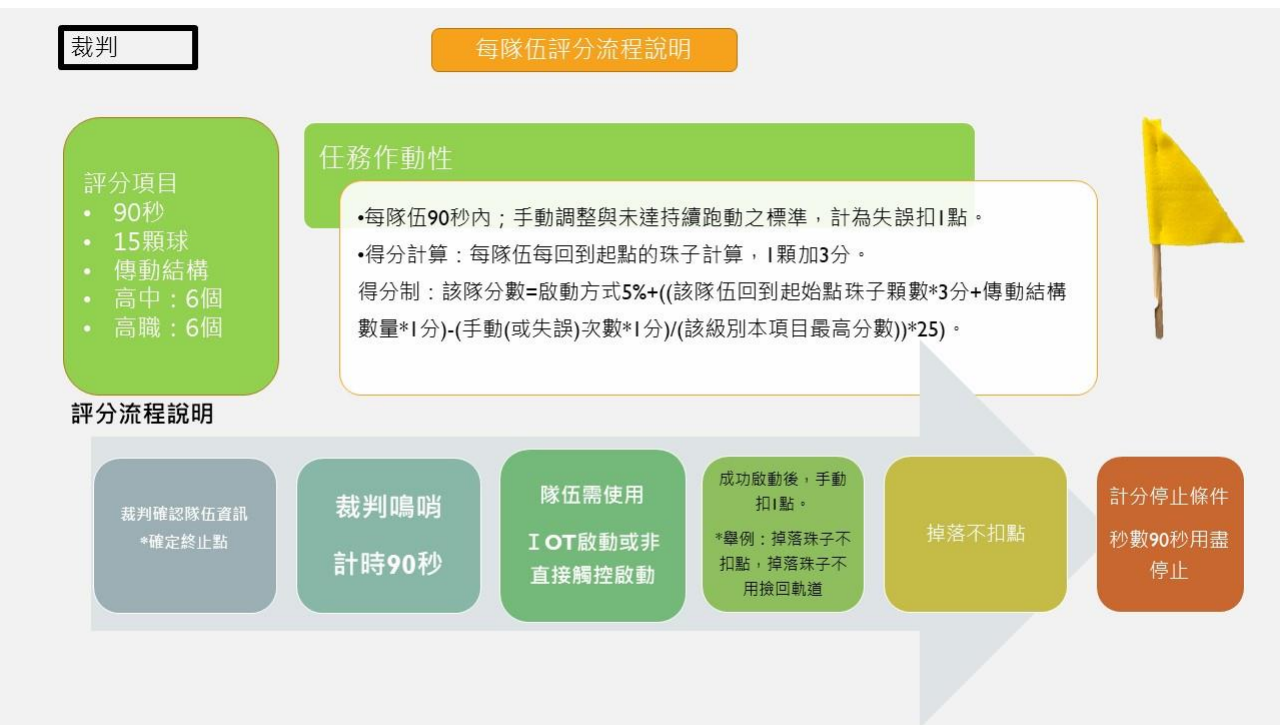 裁判
每隊伍評分流程說明
評分項目
• 90秒
• 15顆球
• 傳動結構
• 高中：6個
• 高職：6個
任務作動性
•每隊伍90秒內；手動調整與未達持續跑動之標準，計為失誤扣1點。
•得分計算：每隊伍每回到起點的珠子計算，1顆加3分。
得分制：該隊分數=啟動方式5%+((該隊伍回到起始點珠子顆數*3分+傳動結構
數量*1分)-(手動(或失誤)次數*1分)/(該級別本項目最高分數))*25)。
評分流程說明
裁判確認隊伍資訊
*確定終止點
裁判鳴哨
計時90秒
隊伍需使用
IOT啟動或非
直接觸控啟動
成功啟動後，手動
扣1點。
*舉例：掉落珠子不
扣點，掉落珠子不
用撿回軌道
掉落不扣點
計分停止條件
秒數90秒用盡
停止